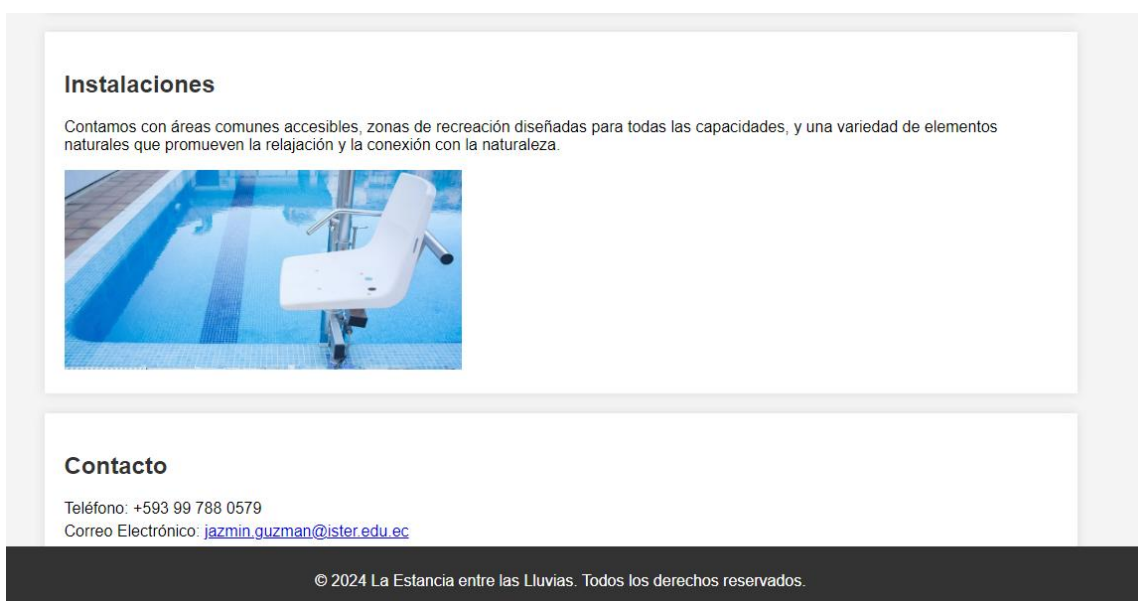 Instalaciones
Contamos con áreas comunes accesibles, zonas de recreación diseñadas para todas las capacidades, y una variedad de elementos
naturales que promueven la relajación y la conexión con la naturaleza.
Contacto
Teléfono: +593 99 788 0579
Correo Electrónico: jazmin.guzman@ister.edu.ec
© 2024 La Estancia entre las Lluvias. Todos los derechos reservados.